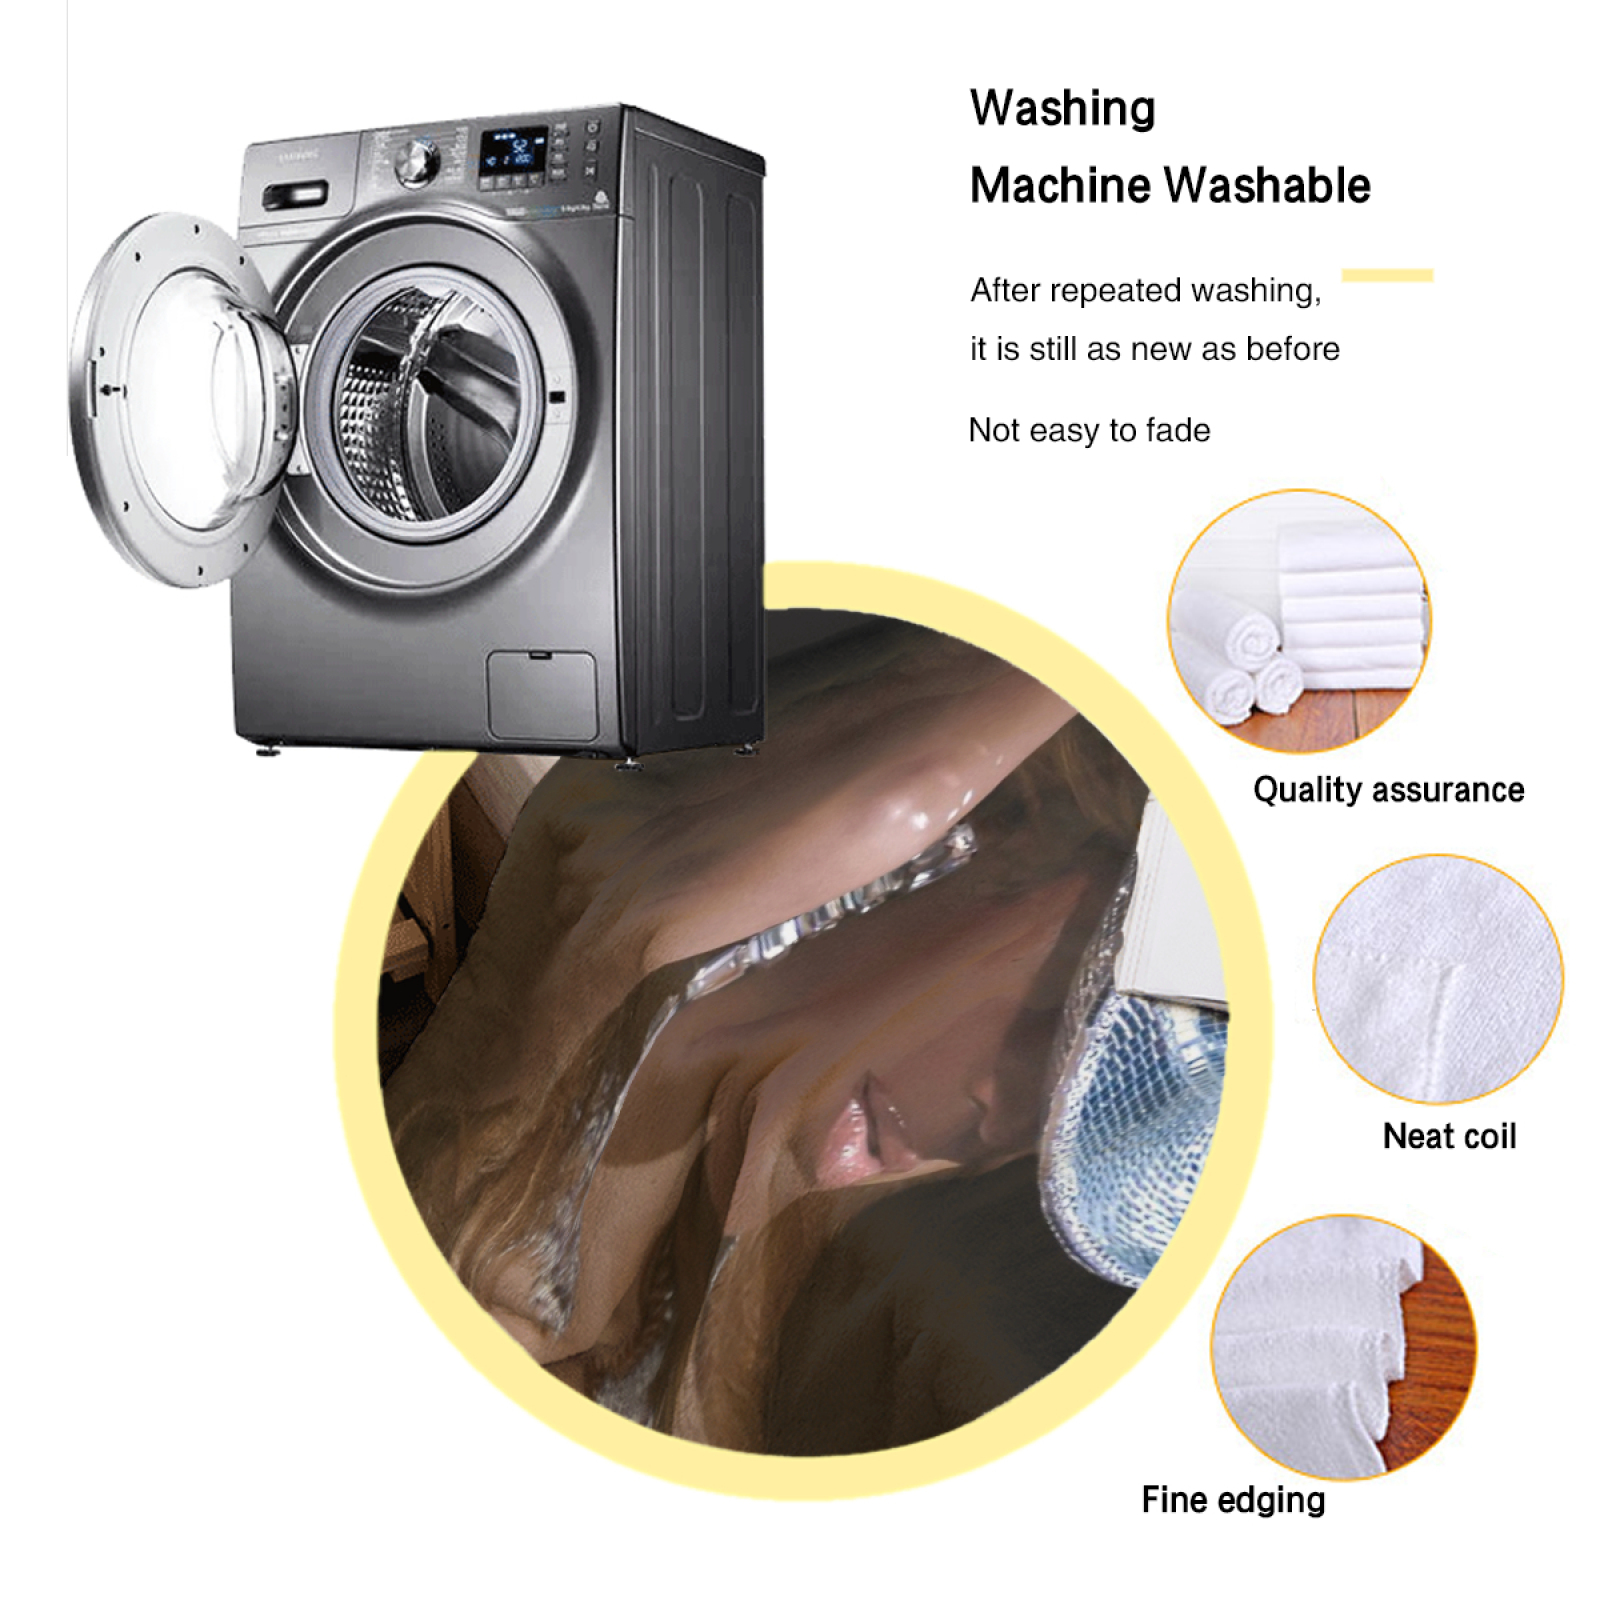 Washing
Machine Washable
After repeated washing,
it is still as new as before
Not easy to fade
Quality assurance
Neat coil
Fine edging